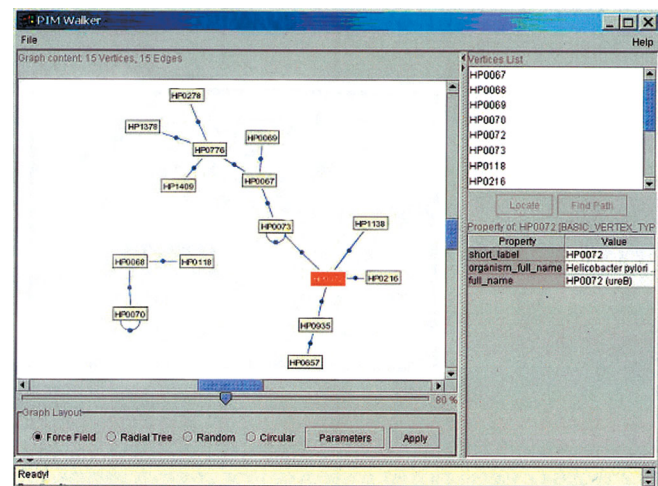 PIM Walker
File Help
Graph content: 15 Vertices, 15 Edges
HP0278
HP1378
HP0069
HP0776
HP1409
HP0067
HP0073
HP1138
HP0068
HP0118
HP0072
HP0216
HP0070
HP0935
HP0657
80 %
Graph Layout
Force Field Radial Tree Random Circular Parameters Apply
Vertices List
HP0067
HP0068
HP0069
HP0070
HP0072
HP0073
HP0118
HP0216
Locate Find Path
Property of: HP0072 [BASIC_VERTEX_TYP
Property Value
short_label HP0072
organism_full_name Helicobacter pylori ..
full_name HP0072 (ureB)
Ready!